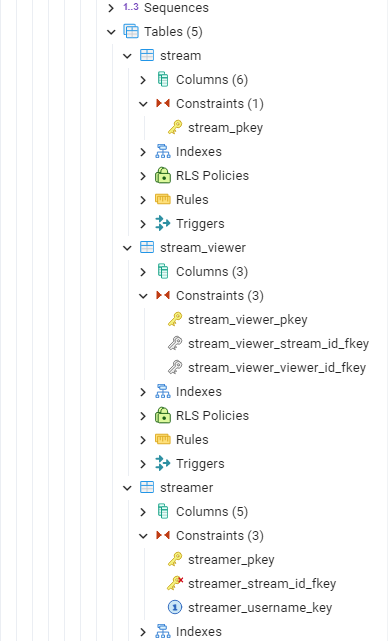 1..3 Sequences
Tables (5)
stream
Columns (6)
Constraints (1)
stream_pkey
Indexes
RLS Policies
Rules
Triggers
stream_viewer
Columns (3)
Constraints (3)
stream_viewer_pkey
stream_viewer_stream_id_fkey
stream_viewer_viewer_id_fkey
Indexes
RLS Policies
Rules
Triggers
streamer
Columns (5)
Constraints (3)
streamer_pkey
streamer_stream_id_fkey
1 streamer_username_key
Indexes